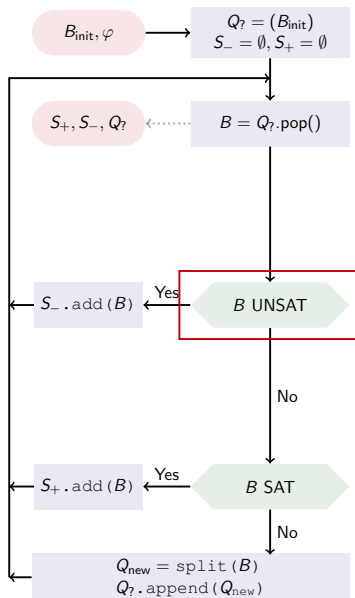 B_init, φ
Q_? = (B_init)
S_− = ∅, S_+ = ∅
S_+, S_−, Q_?
B = Q_?.pop()
S_−.add(B)
Yes
B UNSAT
No
S_+.add(B)
Yes
B SAT
No
Q_new = split(B)
Q_?.append(Q_new)